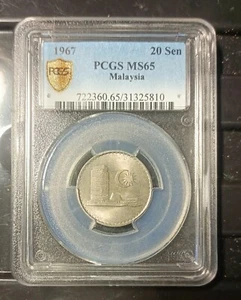 1967 20 Sen
PCGS PCGS MS65
Malaysia
722360.65/31325810